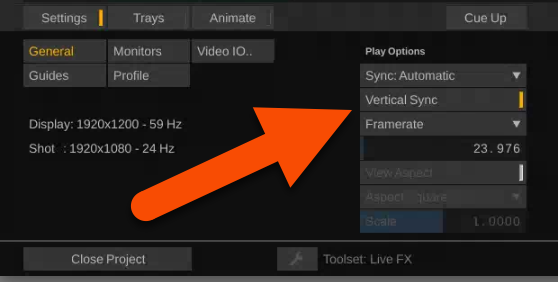 Settings Trays Animate Cue Up
General Monitors Video IO..
Guides Profile
Play Options
Sync: Automatic
Vertical Sync
Framerate
23.976
View Aspect
Aspect
Scale 1.0000
Display: 1920x1200 - 59 Hz
Shot : 1920x1080 - 24 Hz
Close Project Toolset: Live FX